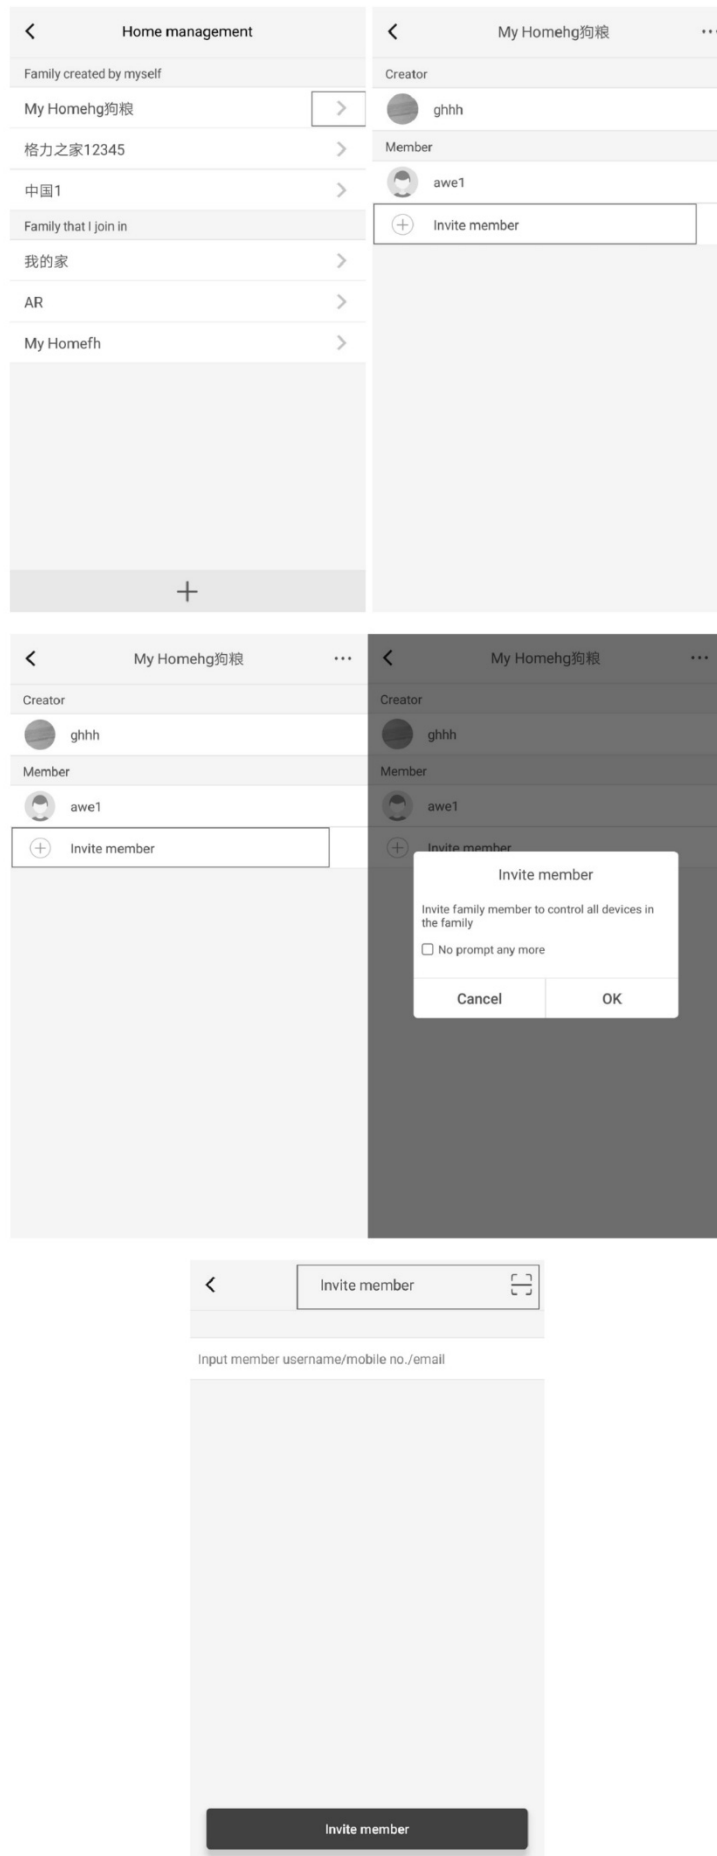 Home management
Family created by myself
My Homehg狗粮
格力之家12345
中国1
Family that I join in
我的家
AR
My Homefh
My Homehg狗粮
Creator
ghhh
Member
awe1
Invite member
My Homehg狗粮
Creator
ghhh
Member
awe1
Invite member
My Homehg狗粮
Creator
ghhh
Member
awe1
Invite member
Invite member
Invite family member to control all devices in
the family
No prompt any more
Cancel OK
Invite member
Input member username/mobile no./email
Invite member